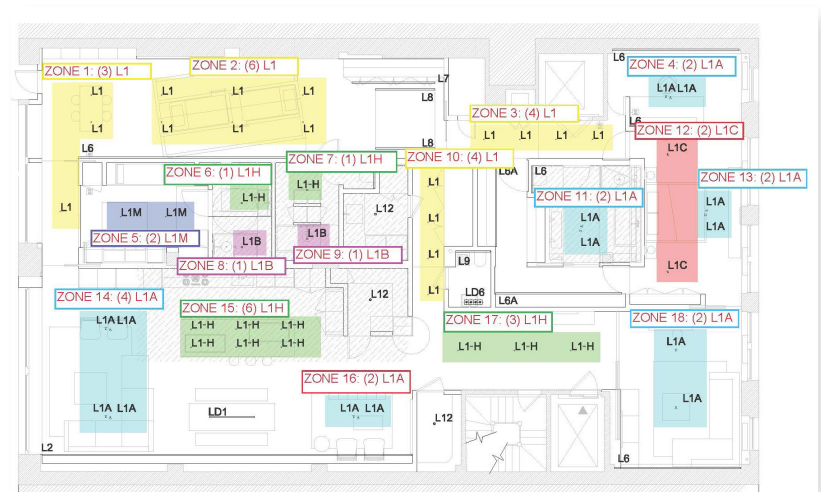 ZONE 1: (3) L1
ZONE 2: (6) L1
L6
ZONE 4: (2) L1A
L7
L1 L1 L1 L1
L8
L1A L1A
ZONE 3: (4) L1
L6
ZONE 12: (2) L1C
L1 L1 L1 L1
L1 L1 L1 L1
L8
L6
ZONE 7: (1) L1H
ZONE 10: (4) L1
L1C
ZONE 6: (1) L1H
L6A
L6
ZONE 13: (2) L1A
L1-H
L1
L1-H
ZONE 11: (2) L1A
L1A
L1
L1M L1M
L12
L1
L1A
L1A
ZONE 5: (2) L1M
L1B
L1B
L1A
ZONE 9: (1) L1B
L1
L9
ZONE 8: (1) L1B
L1C
LD6
ZONE 14: (4) L1A
L12
L1
L6A
ZONE 15: (6) L1H
ZONE 17: (3) L1H
ZONE 18: (2) L1A
L1A L1A
L1-H L1-H L1-H
L1-H L1-H L1-H
L1-H L1-H L1-H
L1A
ZONE 16: (2) L1A
L1A
L1A L1A
LD1
L1A L1A
L12
L2
L6